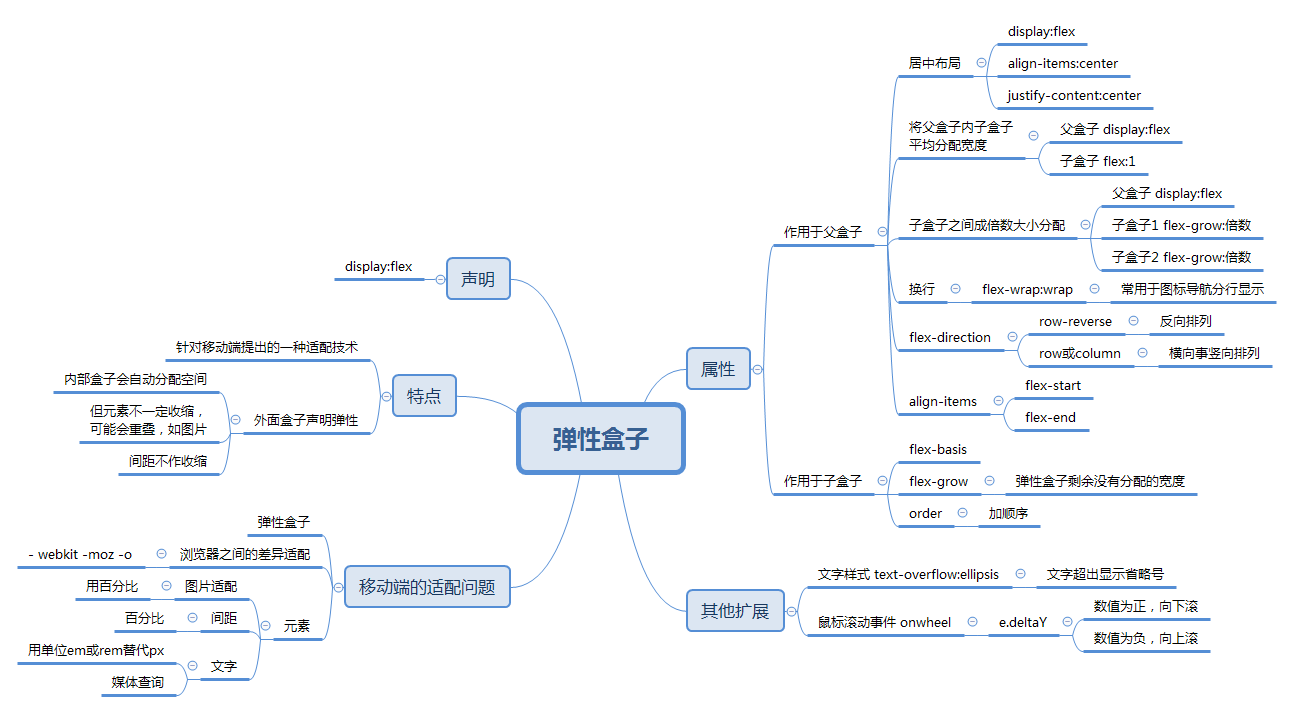 弹性盒子
声明
display:flex
特点
针对移动端提出的一种适配技术
外面盒子声明弹性
内部盒子会自动分配空间
但元素不一定收缩，
可能会重叠，如图片
间距不作收缩
移动端的适配问题
弹性盒子
浏览器之间的差异适配
- webkit -moz -o
元素
图片适配
用百分比
间距
百分比
文字
用单位em或rem替代px
媒体查询
属性
作用于父盒子
居中布局
display:flex
align-items:center
justify-content:center
将父盒子内子盒子
平均分配宽度
父盒子 display:flex
子盒子 flex:1
子盒子之间成倍数大小分配
父盒子 display:flex
子盒子1 flex-grow:倍数
子盒子2 flex-grow:倍数
换行
flex-wrap:wrap
常用于图标导航分行显示
flex-direction
row-reverse
反向排列
row或column
横向事竖向排列
align-items
flex-start
flex-end
作用于子盒子
flex-basis
flex-grow
弹性盒子剩余没有分配的宽度
order
加顺序
其他扩展
文字样式 text-overflow:ellipsis
文字超出显示省略号
鼠标滚动事件 onwheel
e.deltaY
数值为正，向下滚
数值为负，向上滚